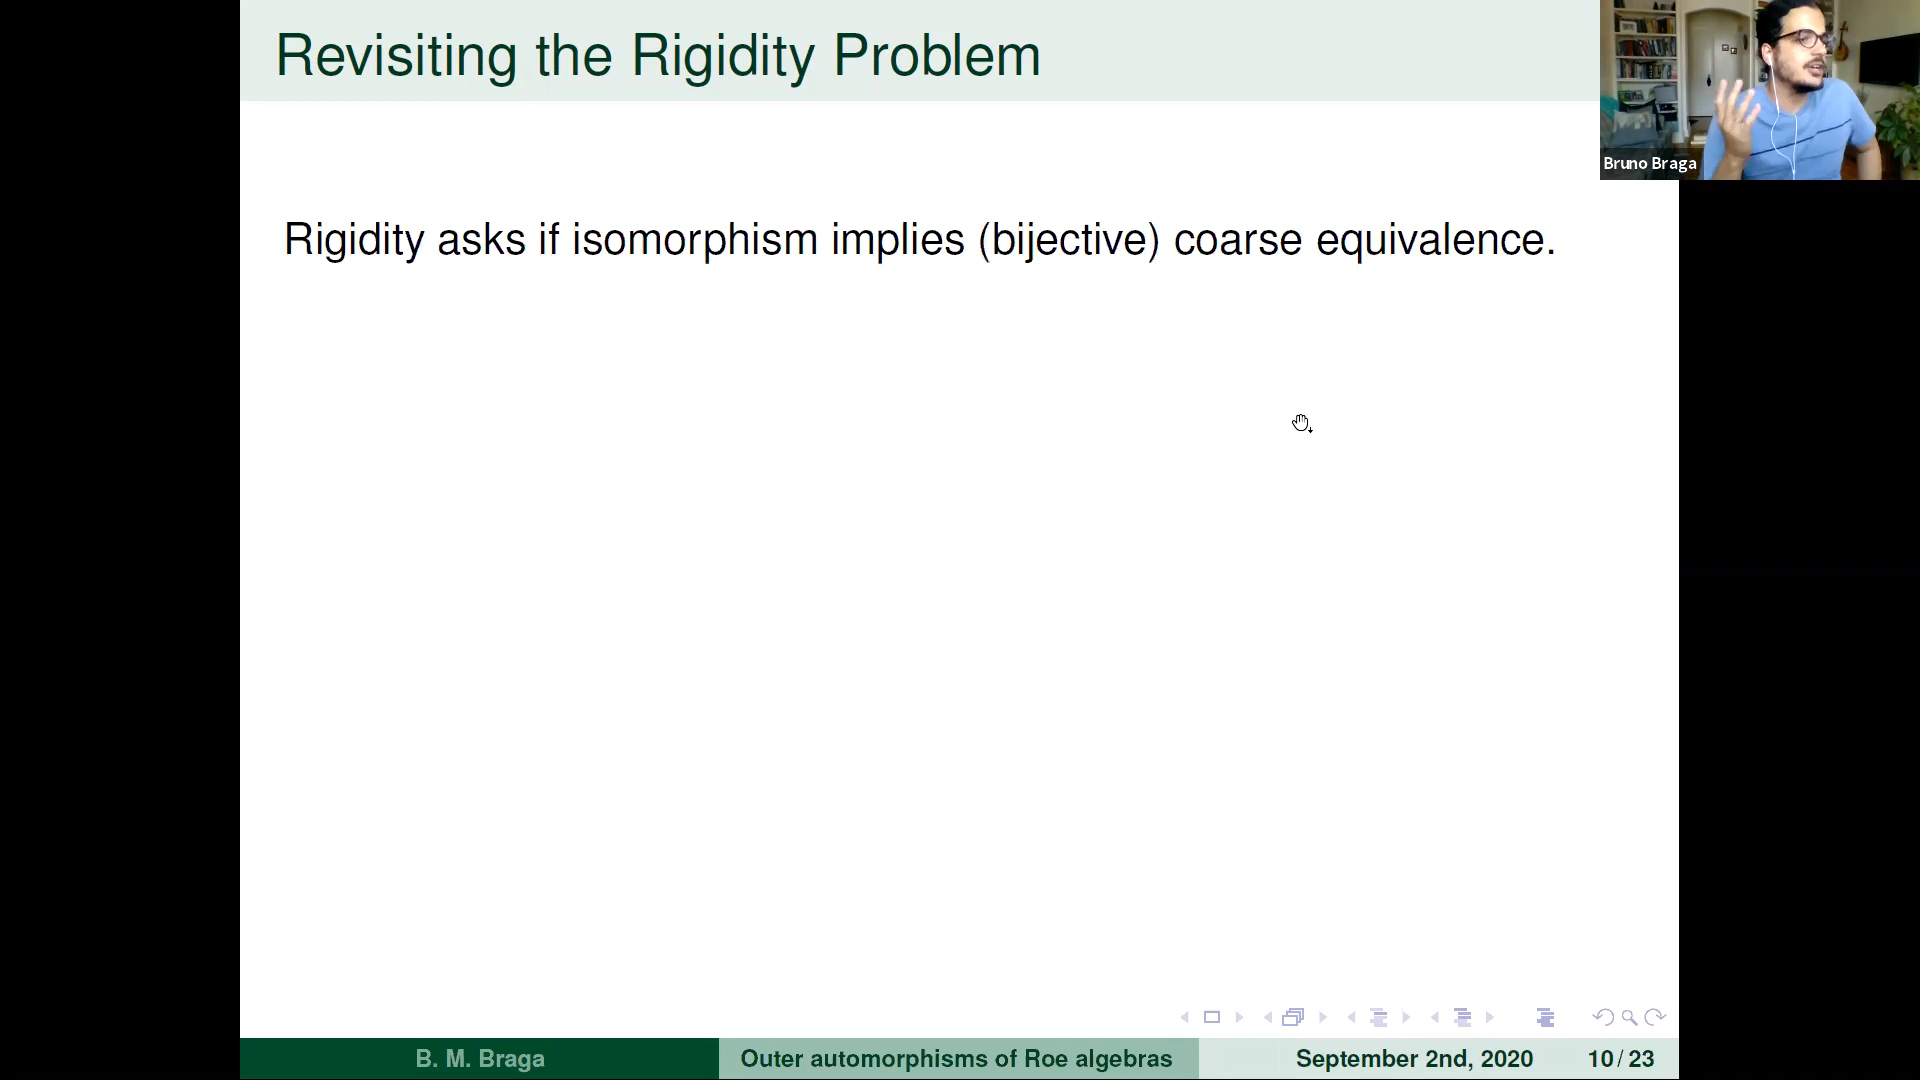 Revisiting the Rigidity Problem
Bruno Braga
Rigidity asks if isomorphism implies (bijective) coarse equivalence.
B. M. Braga
Outer automorphisms of Roe algebras
September 2nd, 2020
10/23